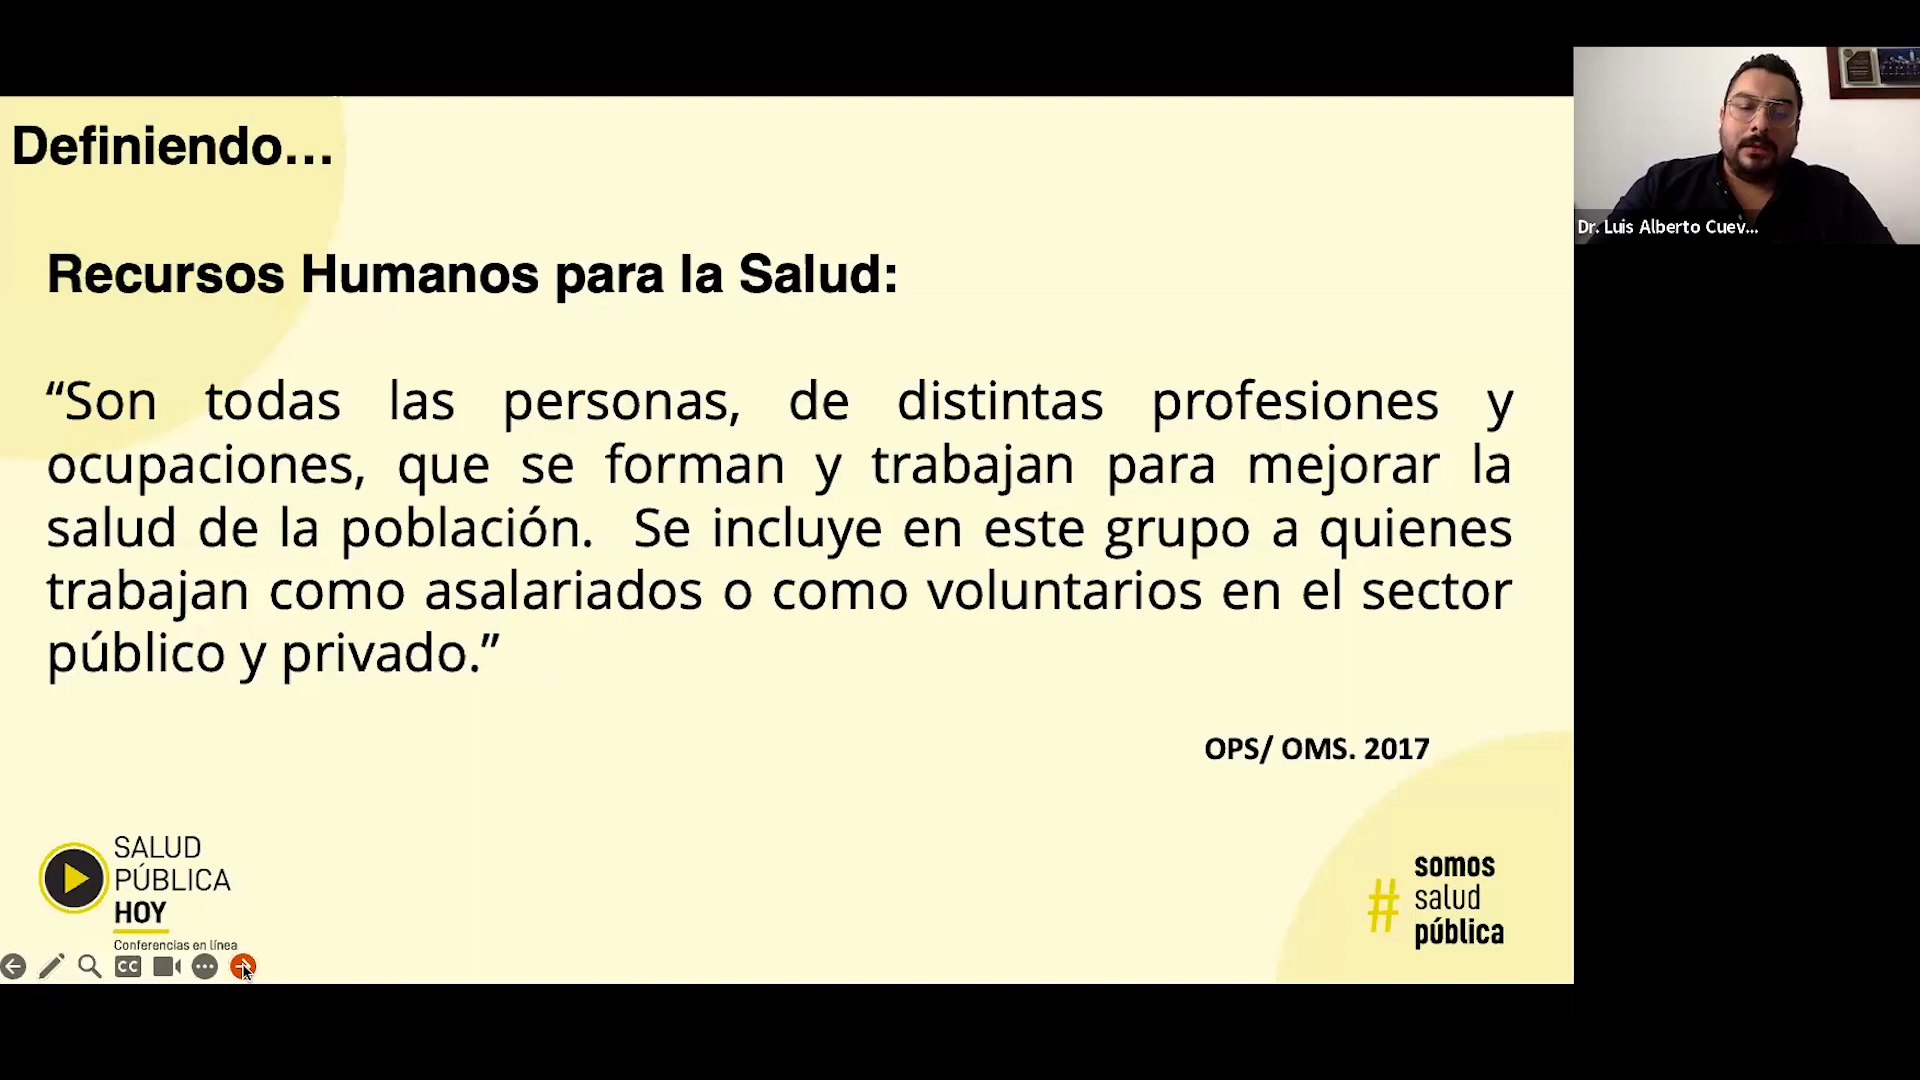 Definiendo...
Recursos Humanos para la Salud:
“Son todas las personas, de distintas profesiones y
ocupaciones, que se forman y trabajan para mejorar la
salud de la población. Se incluye en este grupo a quienes
trabajan como asalariados o como voluntarios en el sector
público y privado.”
OPS/ OMS. 2017
SALUD
PÚBLICA
HOY
Conferencias en línea
CC
#
somos
salud
pública
Dr. Luis Alberto Cuev...